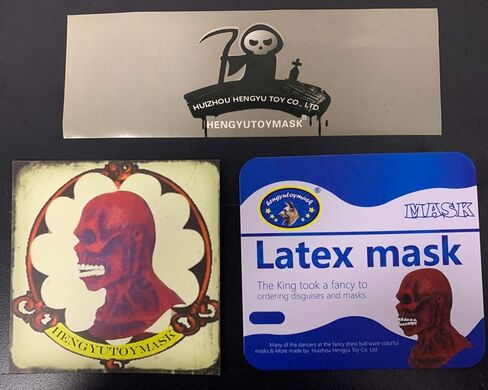 HUIZHOU HENGYU TOY CO., LTD
HENGYUTOYMASK
HENGYUTOYMASK
hengyutoymask
®
MASK
Latex mask
The King took a fancy to
ordering disguises and masks.
Many of the dancers at the fancy dress ball wore colorful
masks.& More made by Huizhou Hengyu Toy Co. Ltd